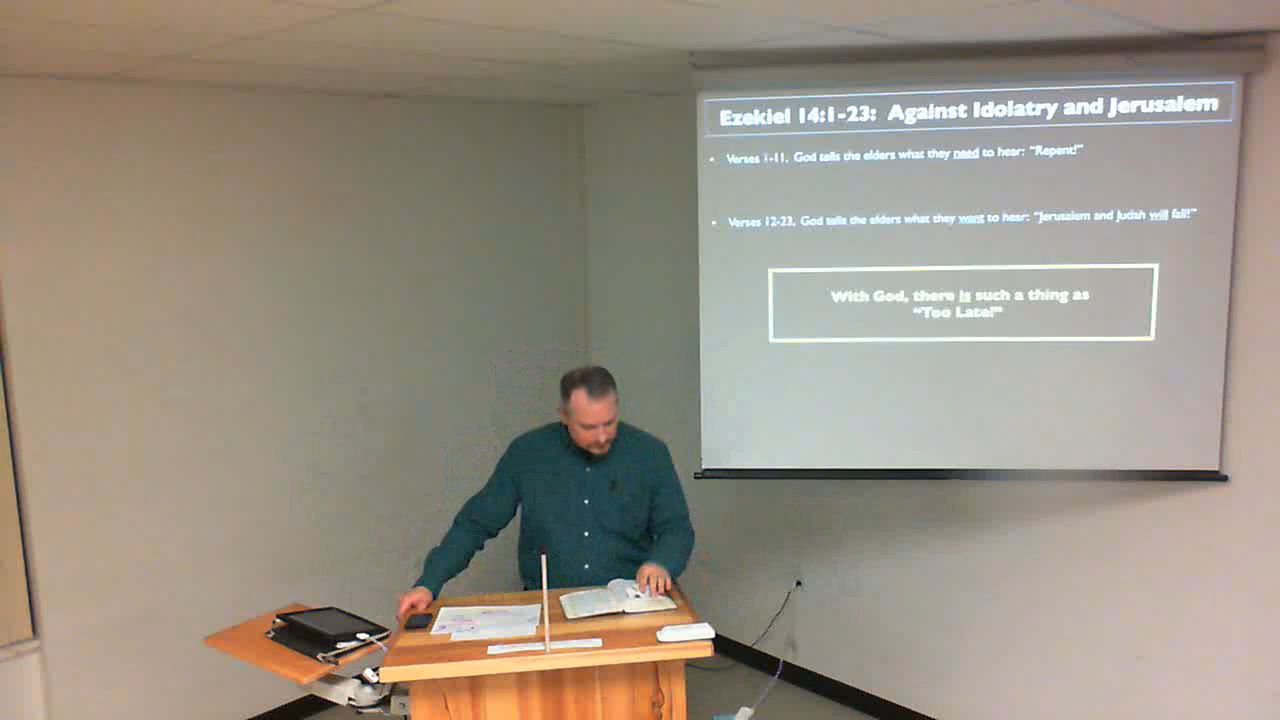 Ezekiel 14:1-23: Against Idolatry and Jerusalem
• Verses 1-11, God tells the elders what they need to hear: "Repent!"
• Verses 12-23, God tells the elders what they want to hear: "Jerusalem and Judah will fall!"
With God, there is such a thing as
"Too Late!"